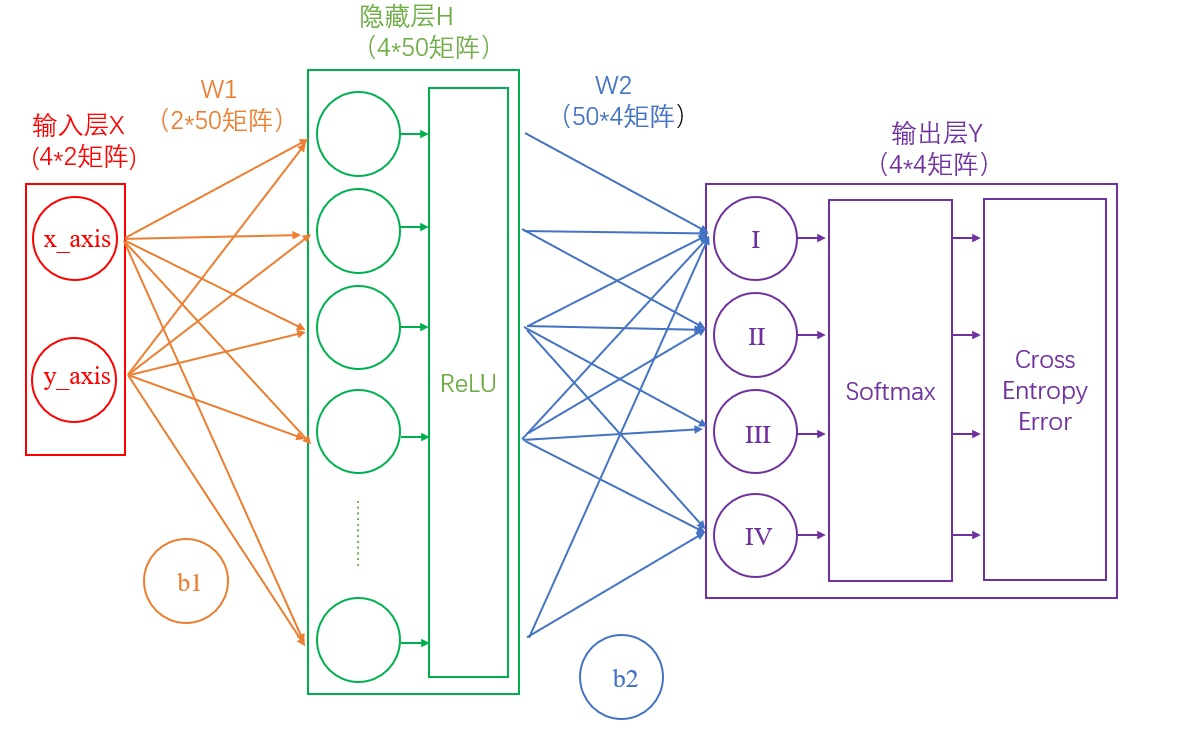 隐藏层H
（4*50矩阵）
W1
（2*50矩阵）
W2
（50*4矩阵）
输入层X
(4*2矩阵)
输出层Y
（4*4矩阵）
x_axis
y_axis
ReLU
I
II
III
IV
Softmax
Cross
Entropy
Error
b1
b2